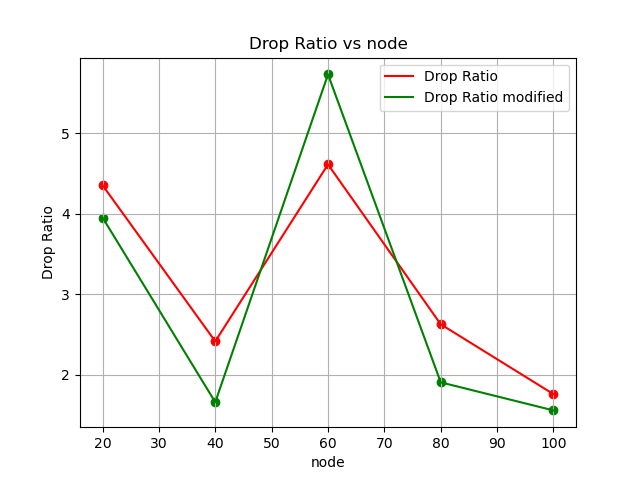 Drop Ratio vs node
Drop Ratio
Drop Ratio modified
5
4
3
2
Drop Ratio
20 30 40 50 60 70 80 90 100
node